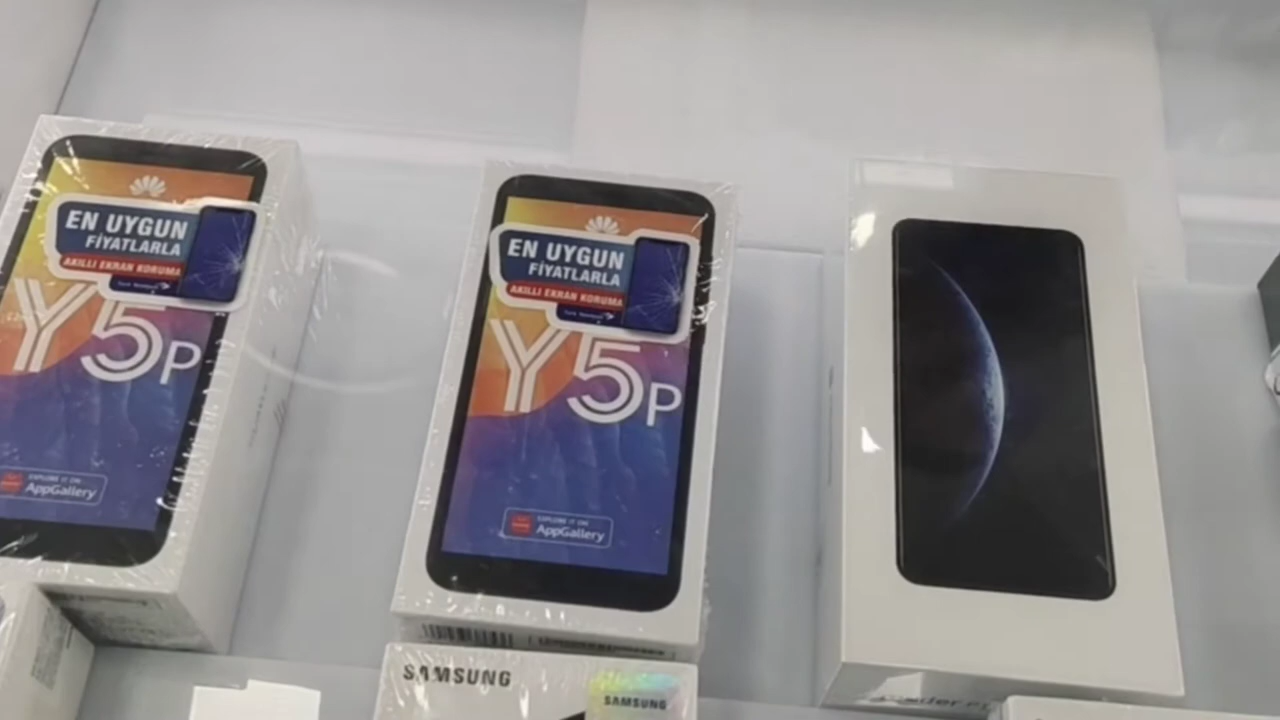 EN UYGUN
FİYATLARLA
AKILLI EKRAN KORUMA
Y5P
EXPLORE IT ON
AppGallery
EN UYGUN
FİYATLARLA
AKILLI EKRAN KORUMA
Y5P
EXPLORE IT ON
AppGallery
SAMSUNG
SAMSUNG